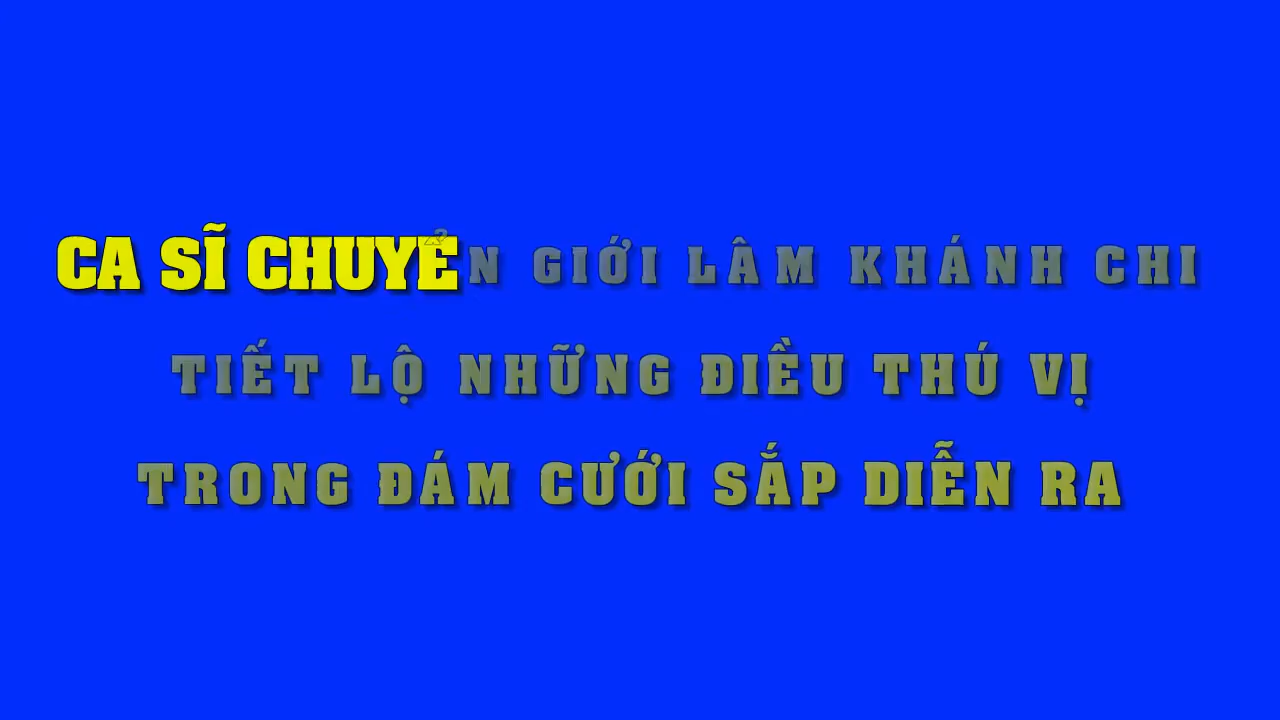 CA SĨ CHUYỂN GIỚI LÂM KHÁNH CHI
TIẾT LỘ NHỮNG ĐIỀU THÚ VỊ
TRONG ĐÁM CƯỚI SẮP DIỄN RA